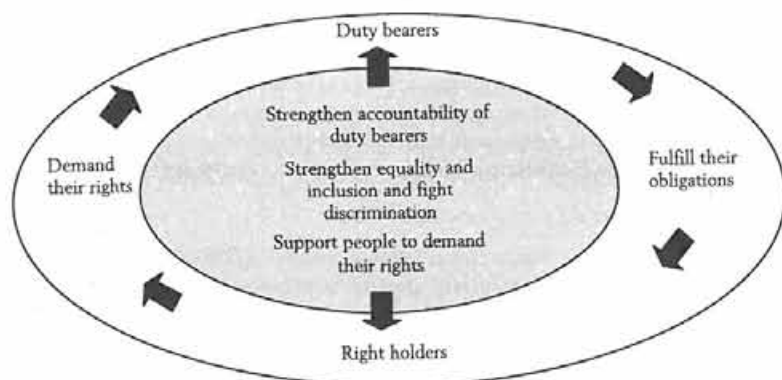 Duty bearers
Strengthen accountability of
duty bearers
Demand
their rights
Strengthen equality and
inclusion and fight
discrimination
Fulfill their
obligations
Support people to demand
their rights
Right holders